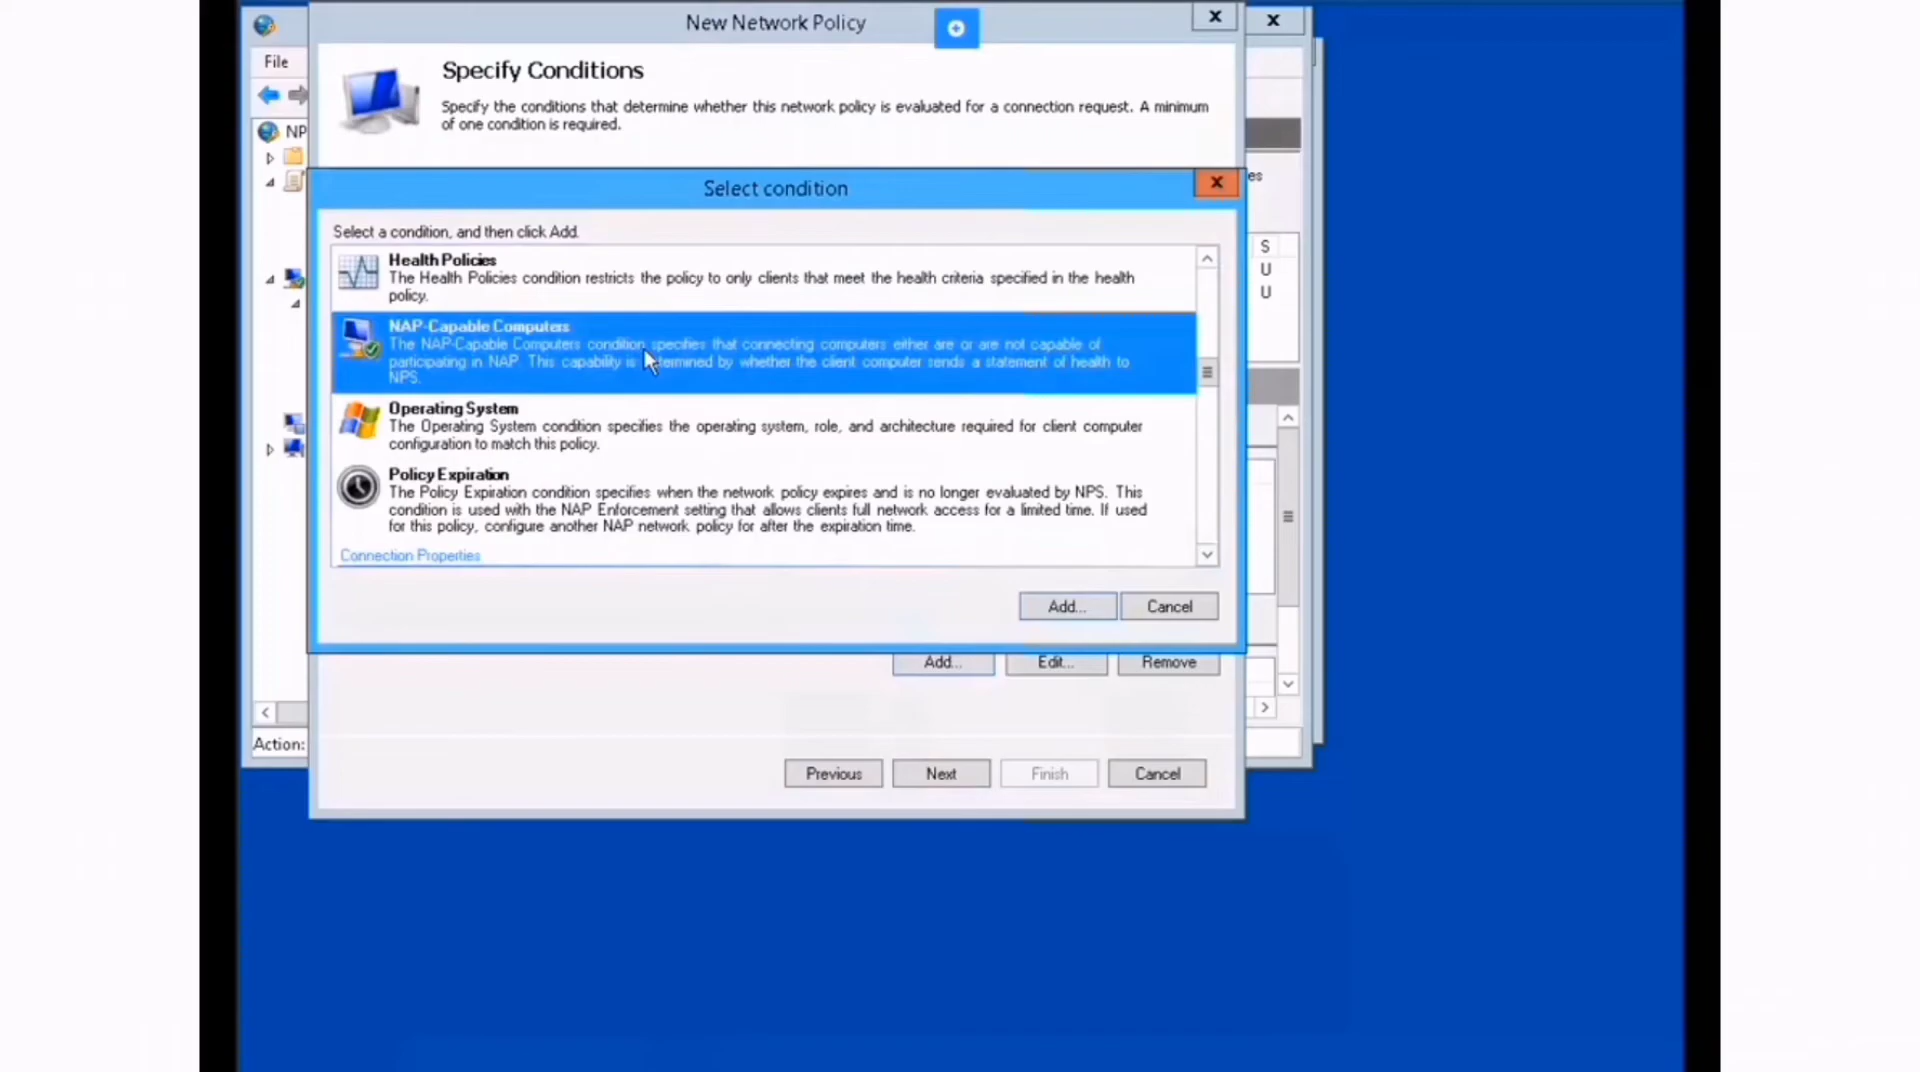 New Network Policy
File
Specify Conditions
Specify the conditions that determine whether this network policy is evaluated for a connection request. A minimum
of one condition is required.
NP
es
Select condition
Select a condition, and then click Add.
Health Policies
The Health Policies condition restricts the policy to only clients that meet the health criteria specified in the health
policy.
S
U
U
NAP-Capable Computers
The NAP-Capable Computers condition specifies that connecting computers either are or are not capable of
participating in NAP. This capability is determined by whether the client computer sends a statement of health to
NPS.
Operating System
The Operating System condition specifies the operating system, role, and architecture required for client computer
configuration to match this policy.
Policy Expiration
The Policy Expiration condition specifies when the network policy expires and is no longer evaluated by NPS. This
condition is used with the NAP Enforcement setting that allows clients full network access for a limited time. If used
for this policy, configure another NAP network policy for after the expiration time.
Connection Properties
Add... Cancel
Add... Edit... Remove
Action:
Previous Next Finish Cancel